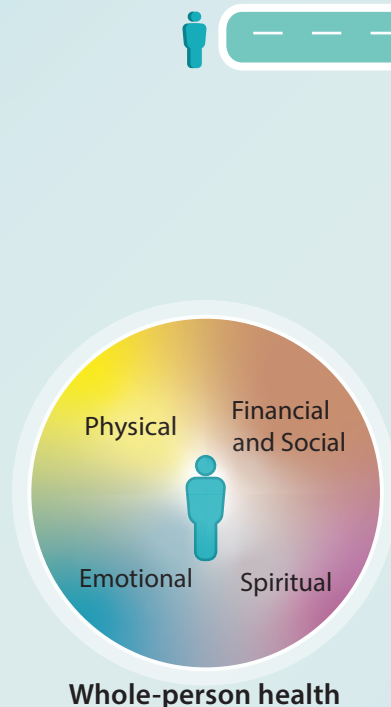 Physical
Financial
and Social
Emotional
Spiritual
Whole-person health